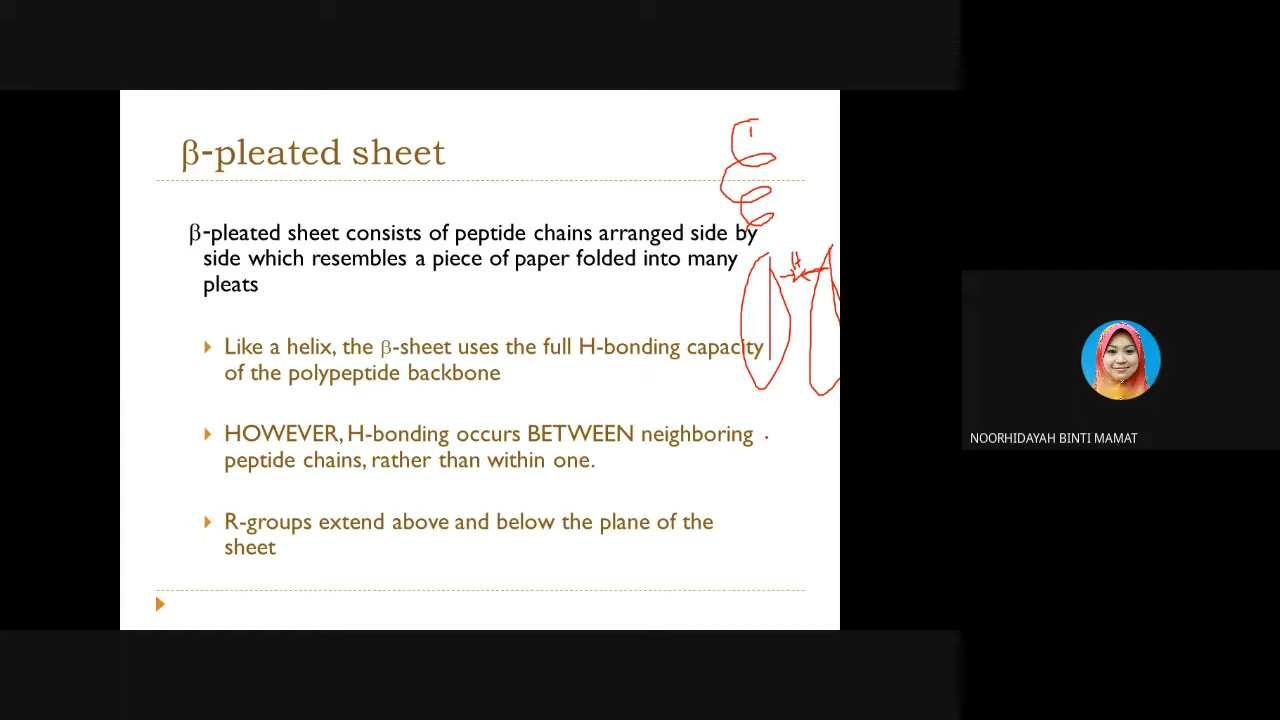 β-pleated sheet
β-pleated sheet consists of peptide chains arranged side by
side which resembles a piece of paper folded into many
pleats
Like a helix, the β-sheet uses the full H-bonding capacity
of the polypeptide backbone
HOWEVER, H-bonding occurs BETWEEN neighboring
peptide chains, rather than within one.
R-groups extend above and below the plane of the
sheet
H
NOORHIDAYAH BINTI MAMAT